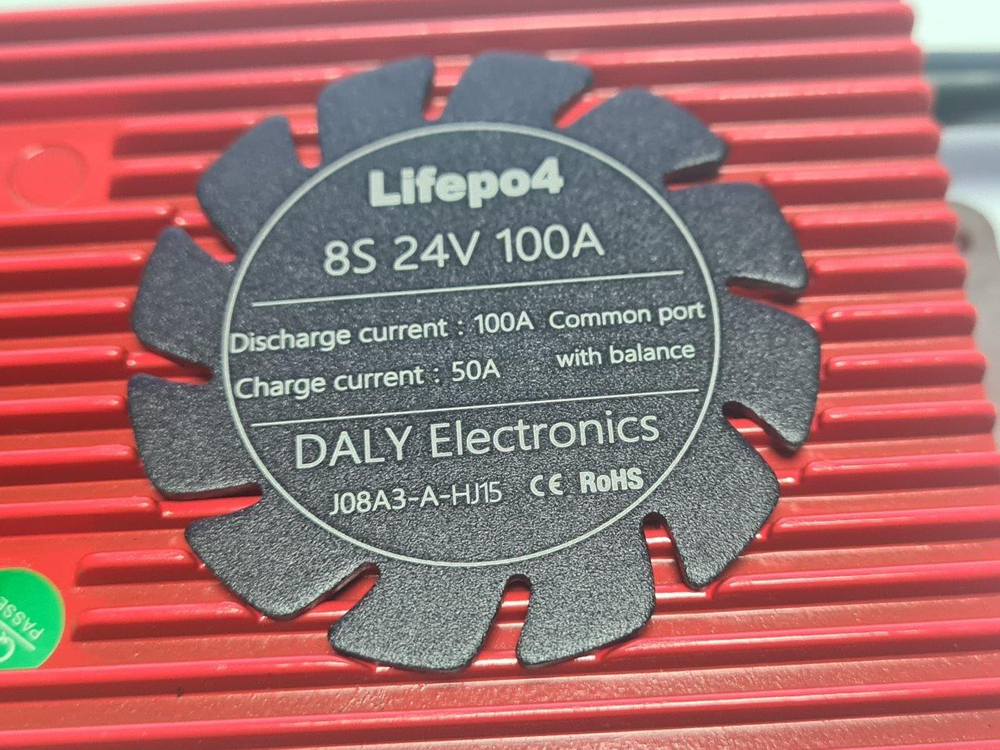 Lifepo4
8S 24V 100A
Discharge current : 100A Common port
Charge current : 50A with balance
DALY Electronics
J08A3-A-HJ15 CE RoHS